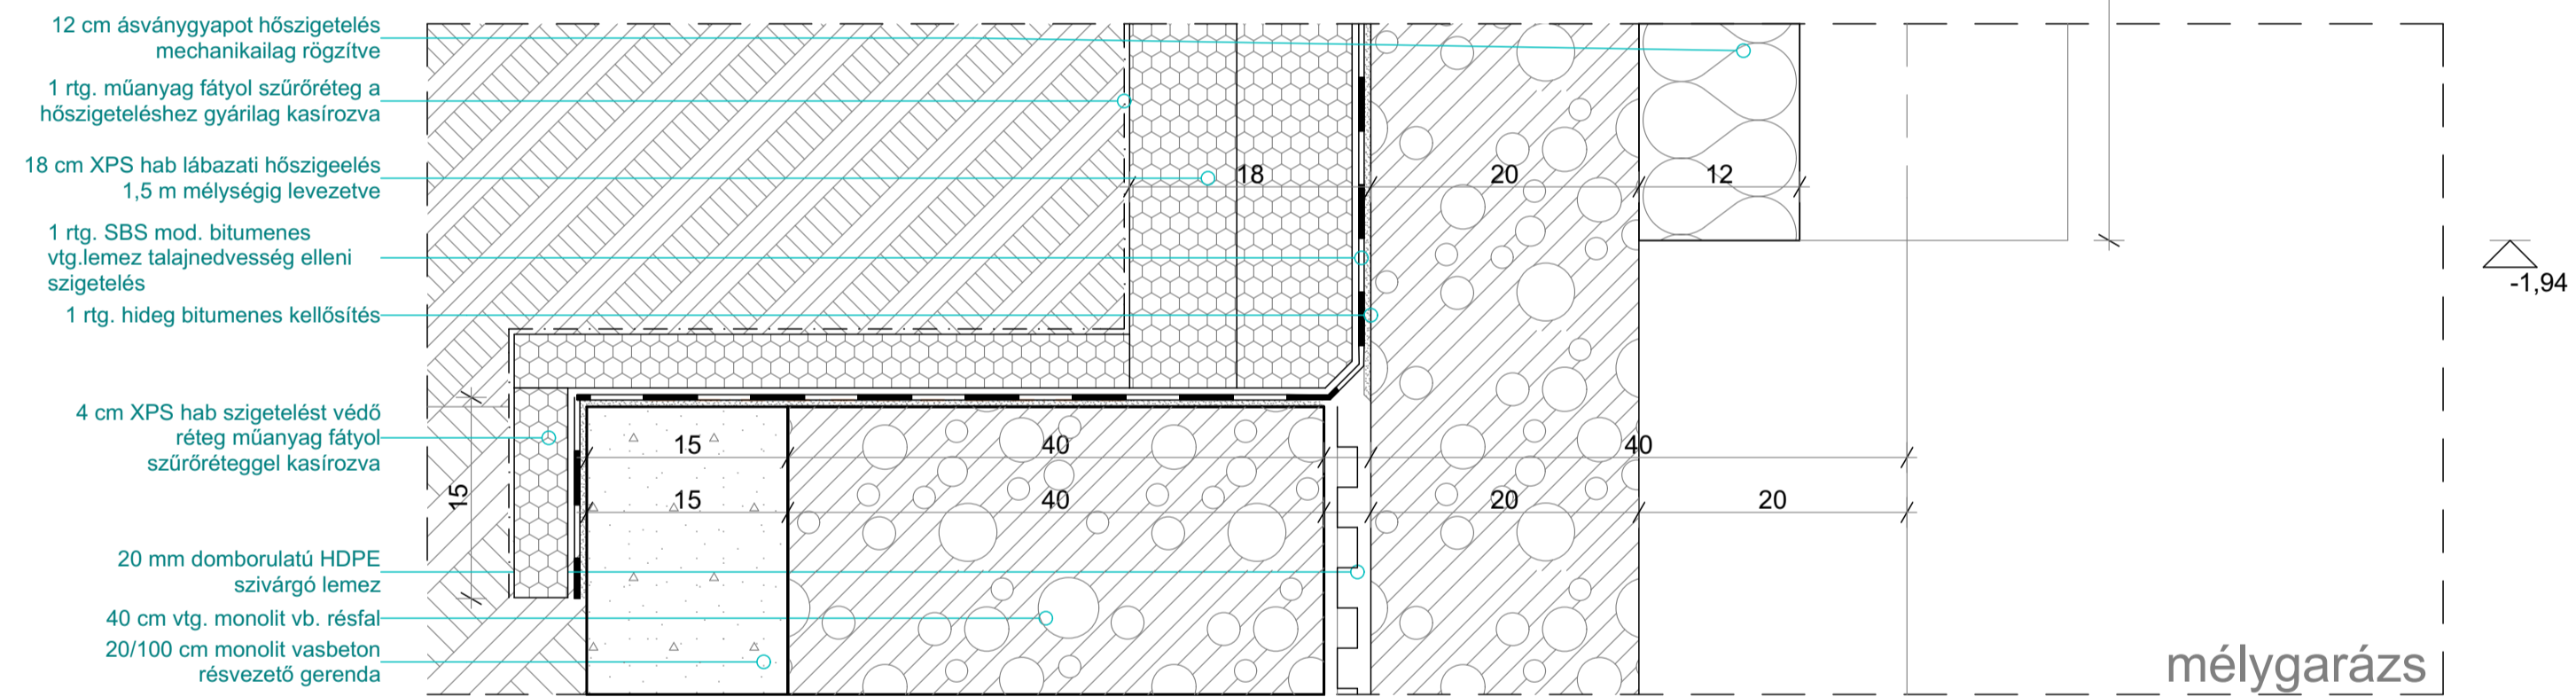 12 cm ásványgyapot hőszigetelés
mechanikailag rögzítve
1 rtg. műanyag fátyol szűrőréteg a
hőszigeteléshez gyárilag kasírozva
18 cm XPS hab lábazati hőszigeelés
1,5 m mélységig levezetve
1 rtg. SBS mod. bitumenes
vtg.lemez talajnedvesség elleni
szigetelés
1 rtg. hideg bitumenes kellősítés
4 cm XPS hab szigetelést védő
réteg műanyag fátyol
szűrőréteggel kasírozva
20 mm domborulatú HDPE
szivárgó lemez
40 cm vtg. monolit vb. résfal
20/100 cm monolit vasbeton
résvezető gerenda
18 20 12
-1,94
15 40 40
15 40 20 20
15
mélygarázs